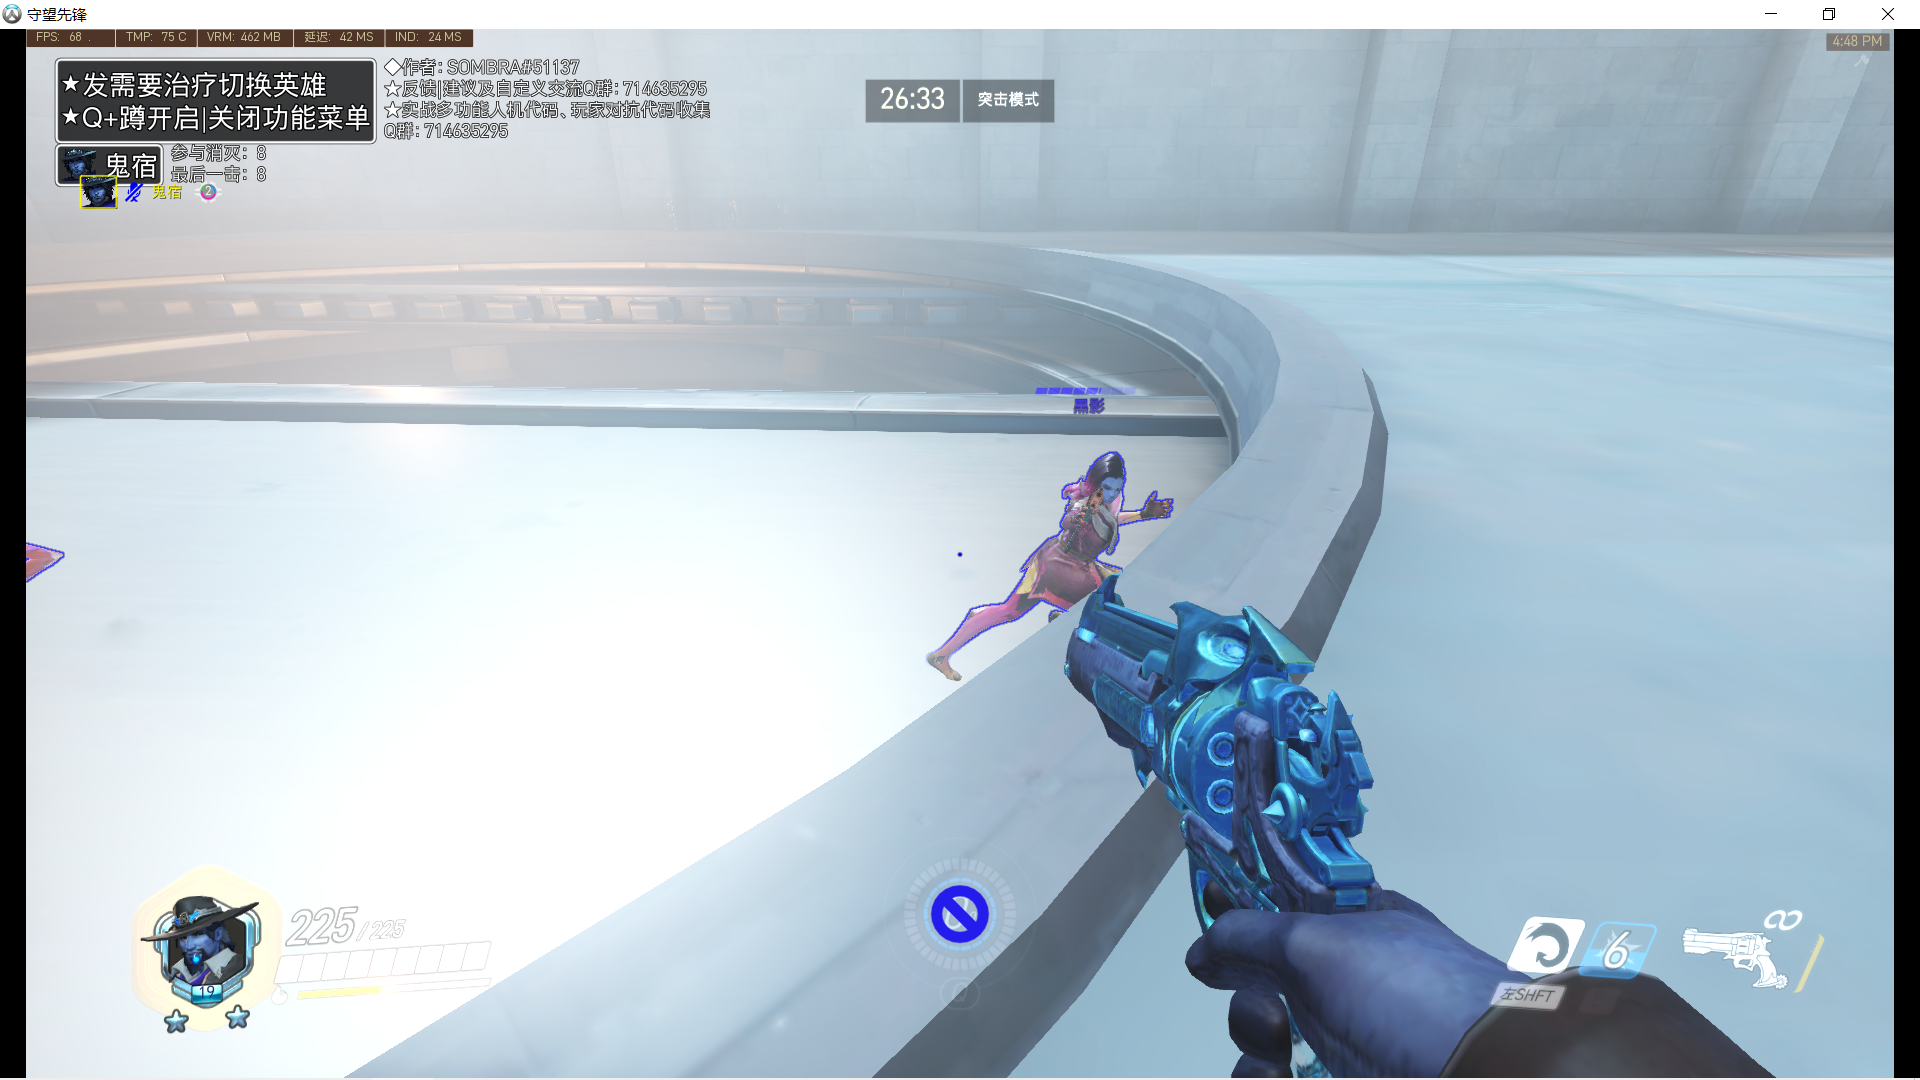 守望先锋
FPS: 68 .
TMP: 75 C
VRM: 462 MB
延迟: 42 MS
IND: 24 MS
4:48 PM
★发需要治疗切换英雄
★Q+蹲开启|关闭功能菜单
◇作者: SOMBRA#51137
★反馈|建议及自定义交流Q群: 714635295
★实战多功能人机代码、玩家对抗代码收集
Q群: 714635295
26:33
突击模式
鬼宿
参与消灭: 8
最后一击: 8
鬼宿
2
黑影
225/225
19
6
∞
左SHFT